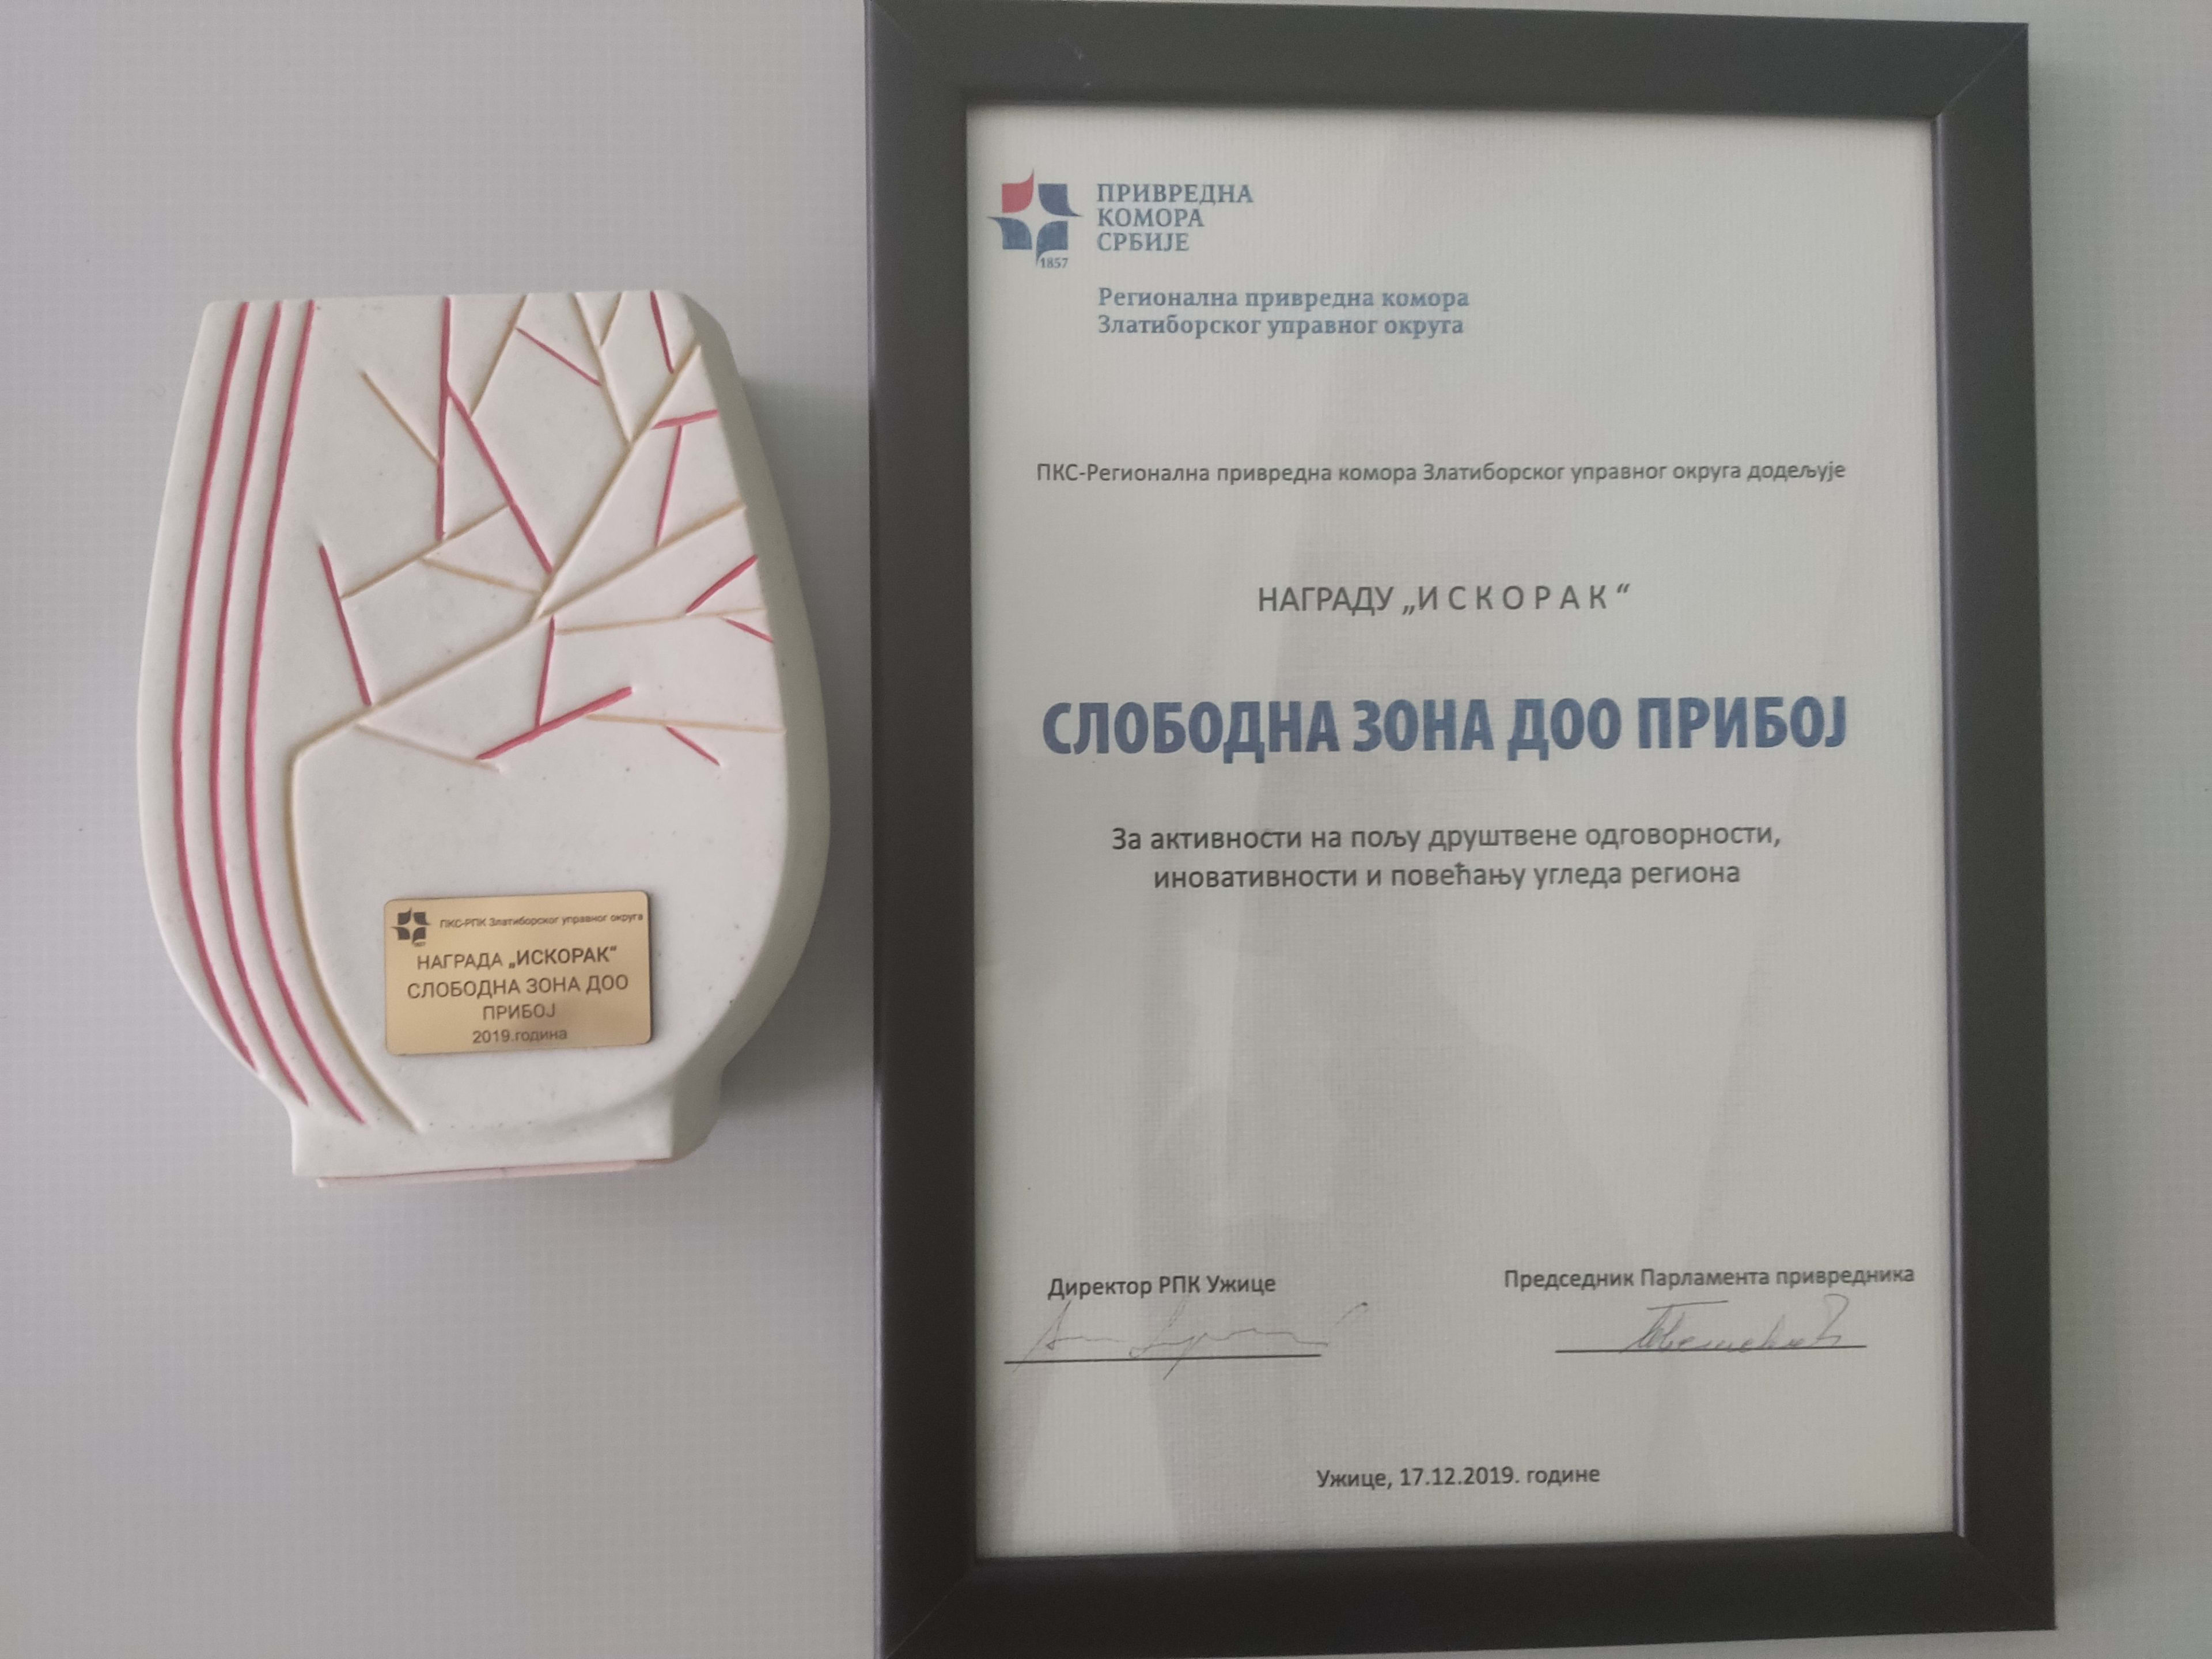 ПКС-РПК Златиборског управног округа
1857
НАГРАДА „ИСКОРАК“
СЛОБОДНА ЗОНА ДОО
ПРИБОЈ
2019.година
ПРИВРЕДНА
КОМОРА
СРБИЈЕ
1857
Регионална привредна комора
Златиборског управног округа
ПКС-Регионална привредна комора Златиборског управног округа додељује
НАГРАДУ „И С К О Р А К “
СЛОБОДНА ЗОНА ДОО ПРИБОЈ
За активности на пољу друштвене одговорности,
иновативности и повећању угледа региона
Директор РПК Ужице
Председник Парламента привредника
Ужице, 17.12.2019. године